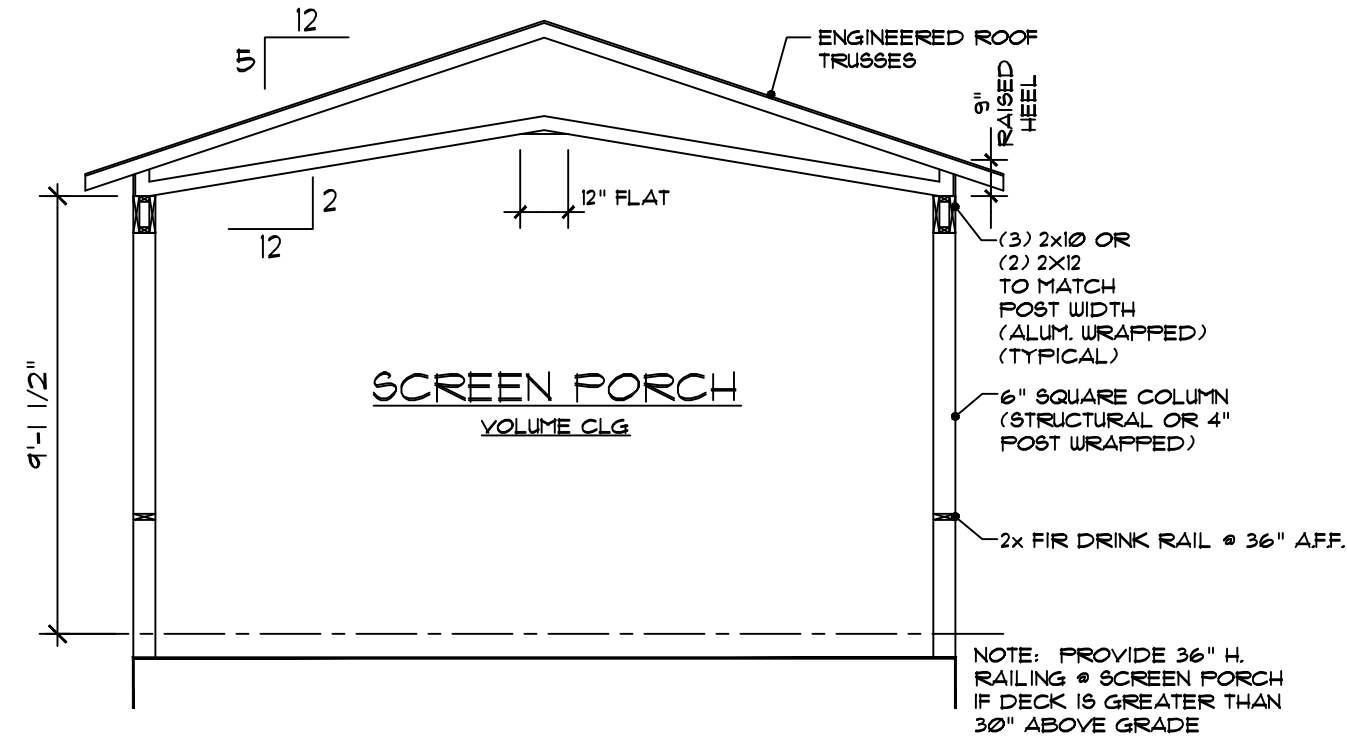 12
5
ENGINEERED ROOF
TRUSSES
9"
RAISED
HEEL
2
12
12" FLAT
(3) 2x10 OR
(2) 2X12
TO MATCH
POST WIDTH
(ALUM. WRAPPED)
(TYPICAL)
9'-1 1/2"
SCREEN PORCH
VOLUME CLG
6" SQUARE COLUMN
(STRUCTURAL OR 4"
POST WRAPPED)
2x FIR DRINK RAIL @ 36" A.F.F.
NOTE: PROVIDE 36" H.
RAILING @ SCREEN PORCH
IF DECK IS GREATER THAN
30" ABOVE GRADE